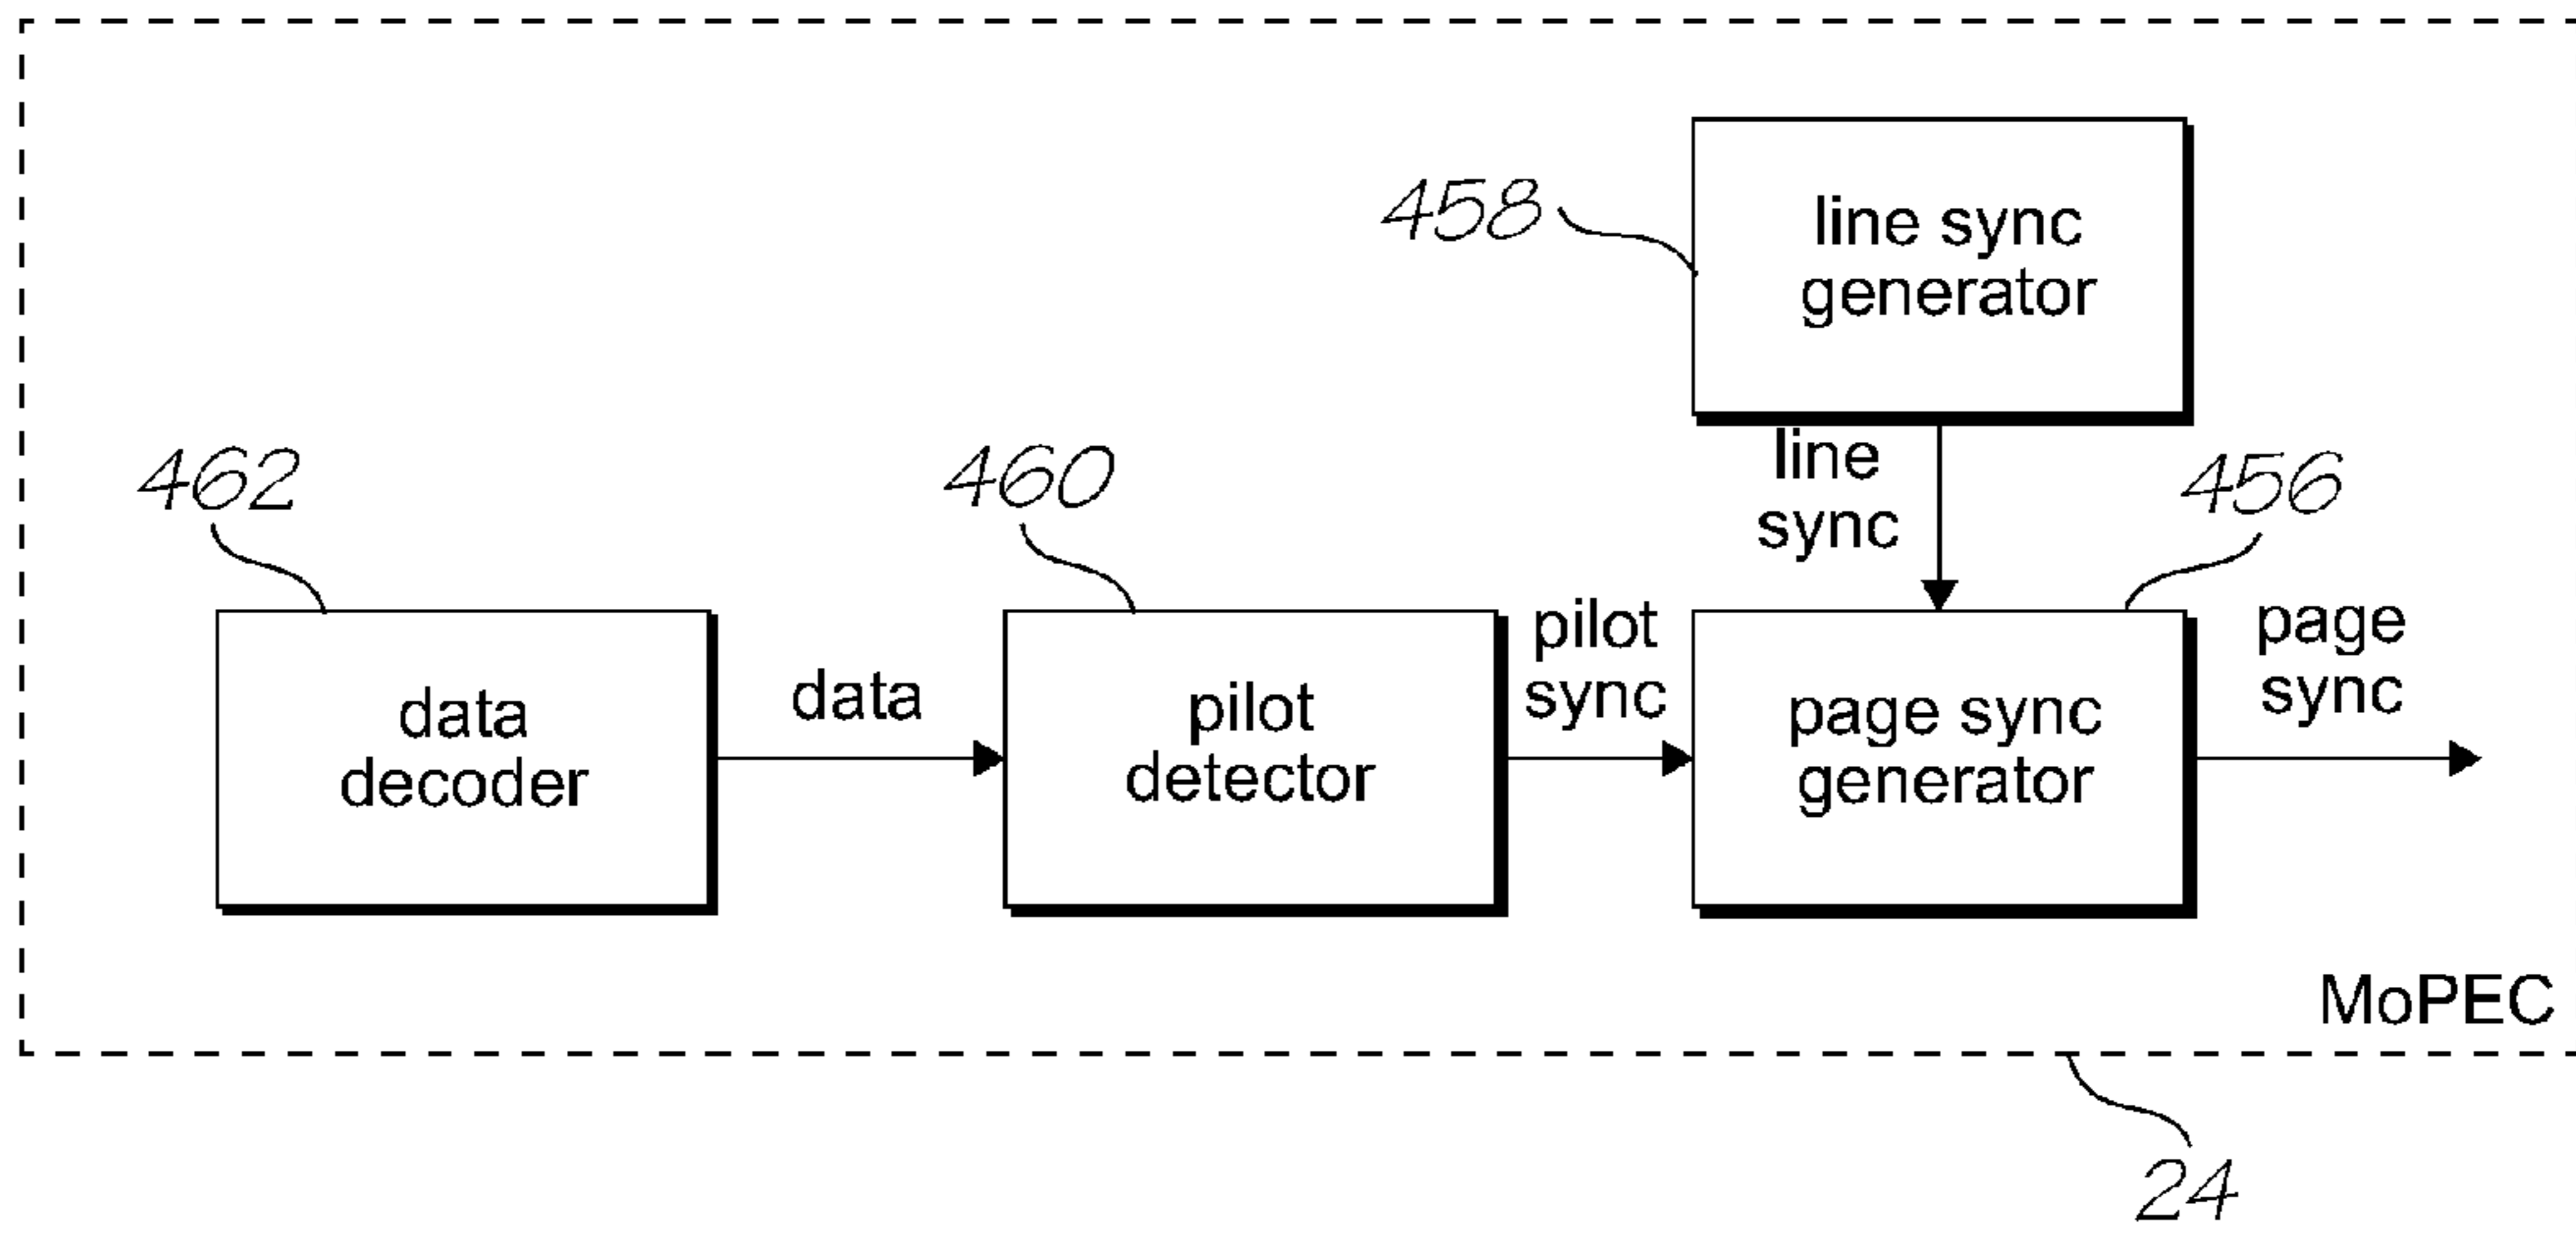 458
line sync
generator
line
sync
462
460
456
data
decoder
data
pilot
detector
pilot
sync
page sync
generator
page
sync
MoPEC
24